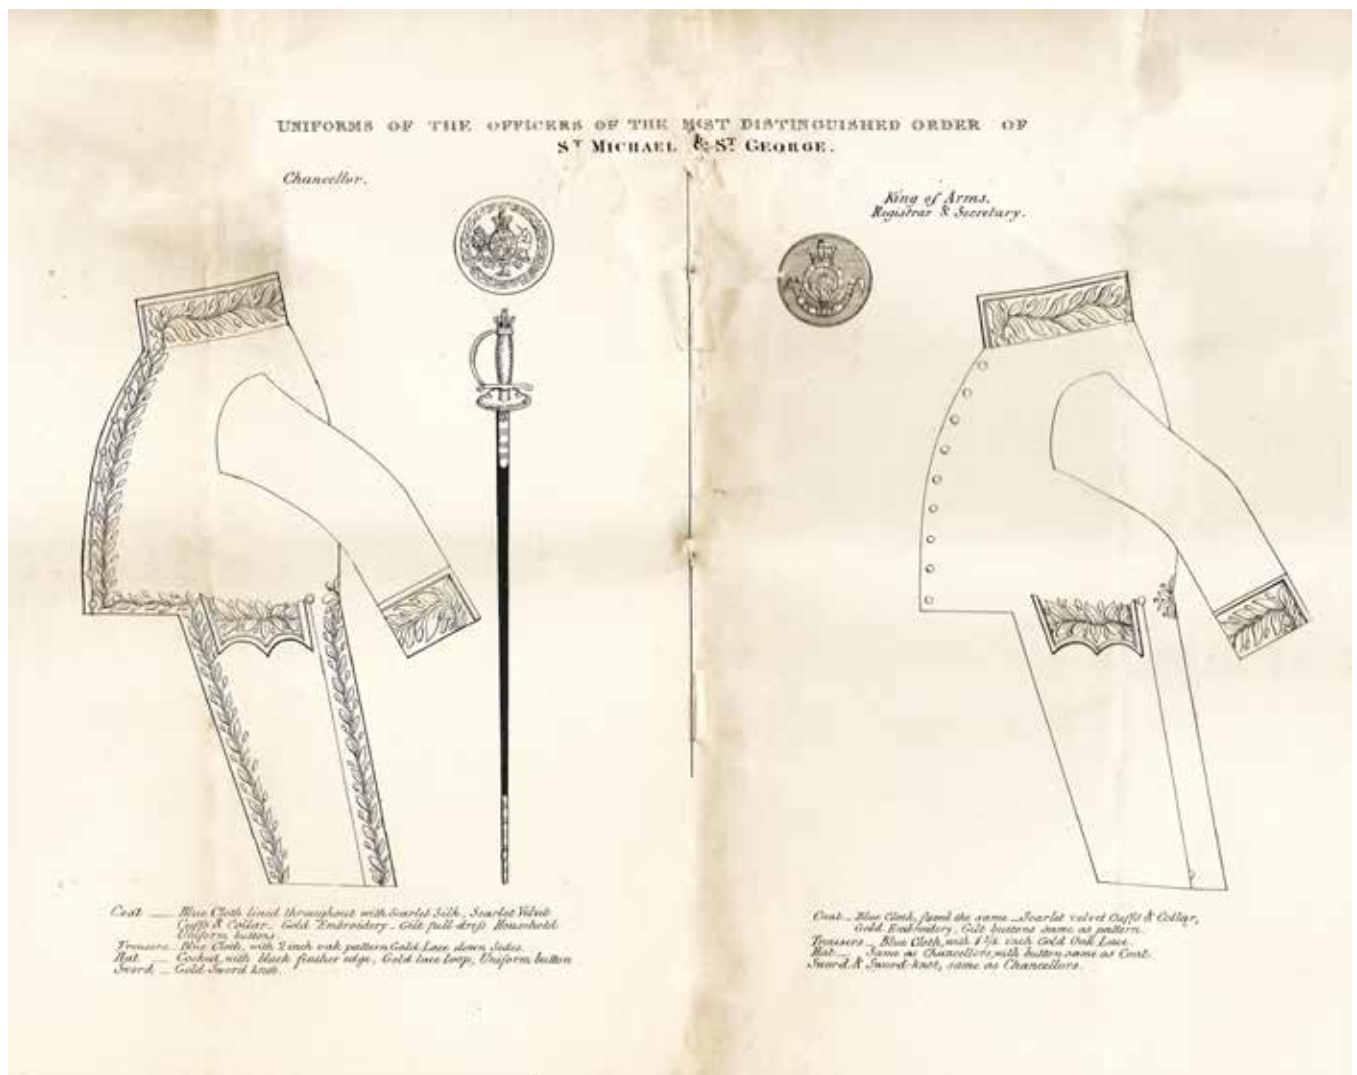 UNIFORMS OF THE OFFICERS OF THE MOST DISTINGUISHED ORDER OF
ST MICHAEL & ST GEORGE.
Chancellor.
King of Arms.
Registrar & Secretary.
Coat — Blue Cloth lined throughout with Scarlet Silk, Scarlet Velvet
Cuffs & Collar – Gold Embroidery – Gilt full-dress Household
Uniform buttons
Trousers – Blue Cloth, with 2 inch oak pattern Gold Lace down Sides.
Hat — Cocked, with black feather edge, Gold lace loop, Uniform button
Sword – Gold Sword knot.
Coat – Blue Cloth, faced the same – Scarlet velvet Cuffs & Collar,
Gold Embroidery, Gilt buttons same as pattern.
Trousers – Blue Cloth, with 1 1/2 inch Gold Oak Lace.
Hat — Same as Chancellors, with button same as Coat.
Sword & Sword-knot, same as Chancellors.